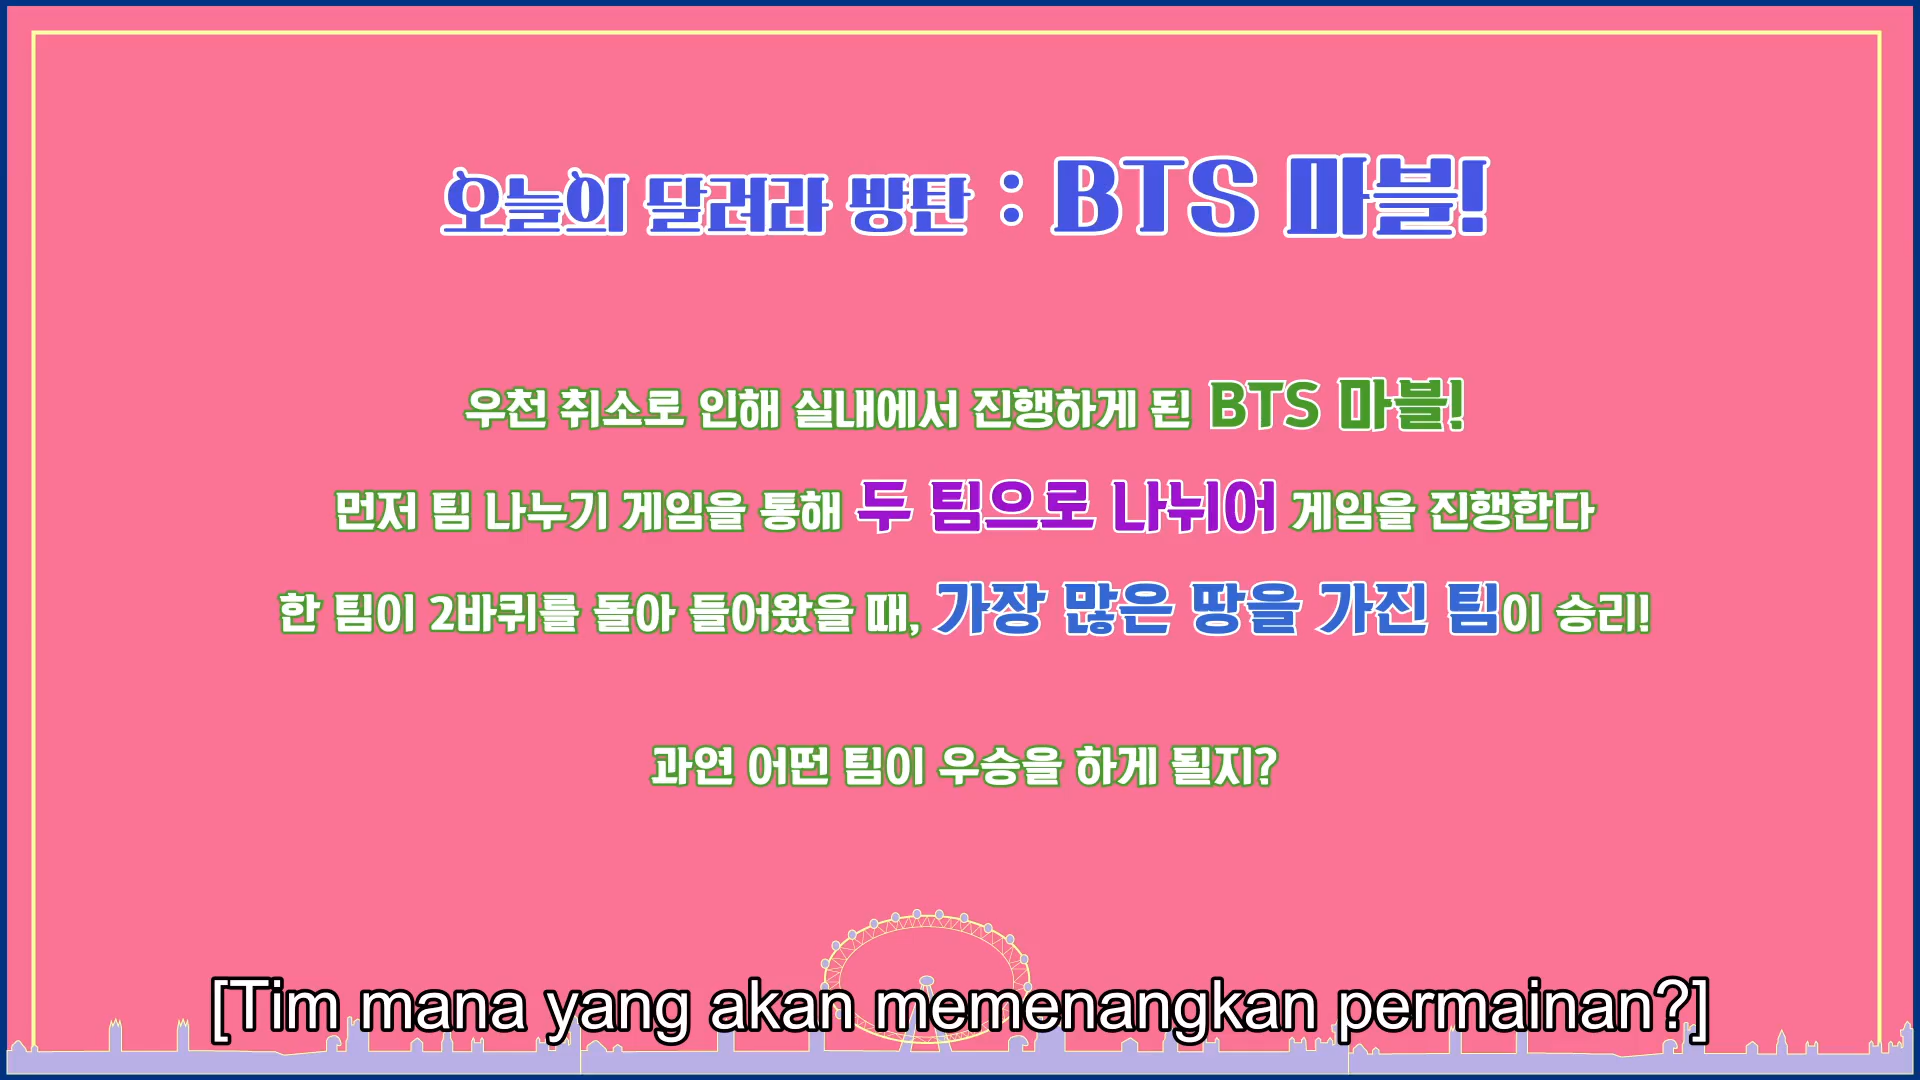 오늘의 달려라 방탄 : BTS 마블!
우천 취소로 인해 실내에서 진행하게 된 BTS 마블!
먼저 팀 나누기 게임을 통해 두 팀으로 나뉘어 게임을 진행한다
한 팀이 2바퀴를 돌아 들어왔을 때, 가장 많은 땅을 가진 팀이 승리!
과연 어떤 팀이 우승을 하게 될지?
[Tim mana yang akan memenangkan permainan?]